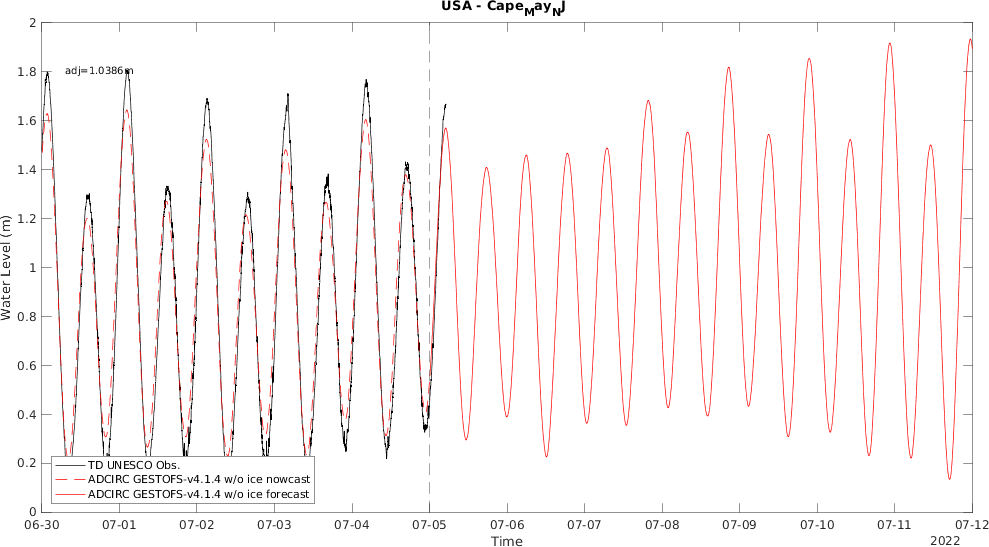 USA - Cape_May_NJ
adj=1.0386m
Water Level (m)
2
1.8
1.6
1.4
1.2
1
0.8
0.6
0.4
0.2
0
TD UNESCO Obs.
ADCIRC GESTOFS-v4.1.4 w/o ice nowcast
ADCIRC GESTOFS-v4.1.4 w/o ice forecast
06-30 07-01 07-02 07-03 07-04 07-05 07-06 07-07 07-08 07-09 07-10 07-11 07-12
Time
2022